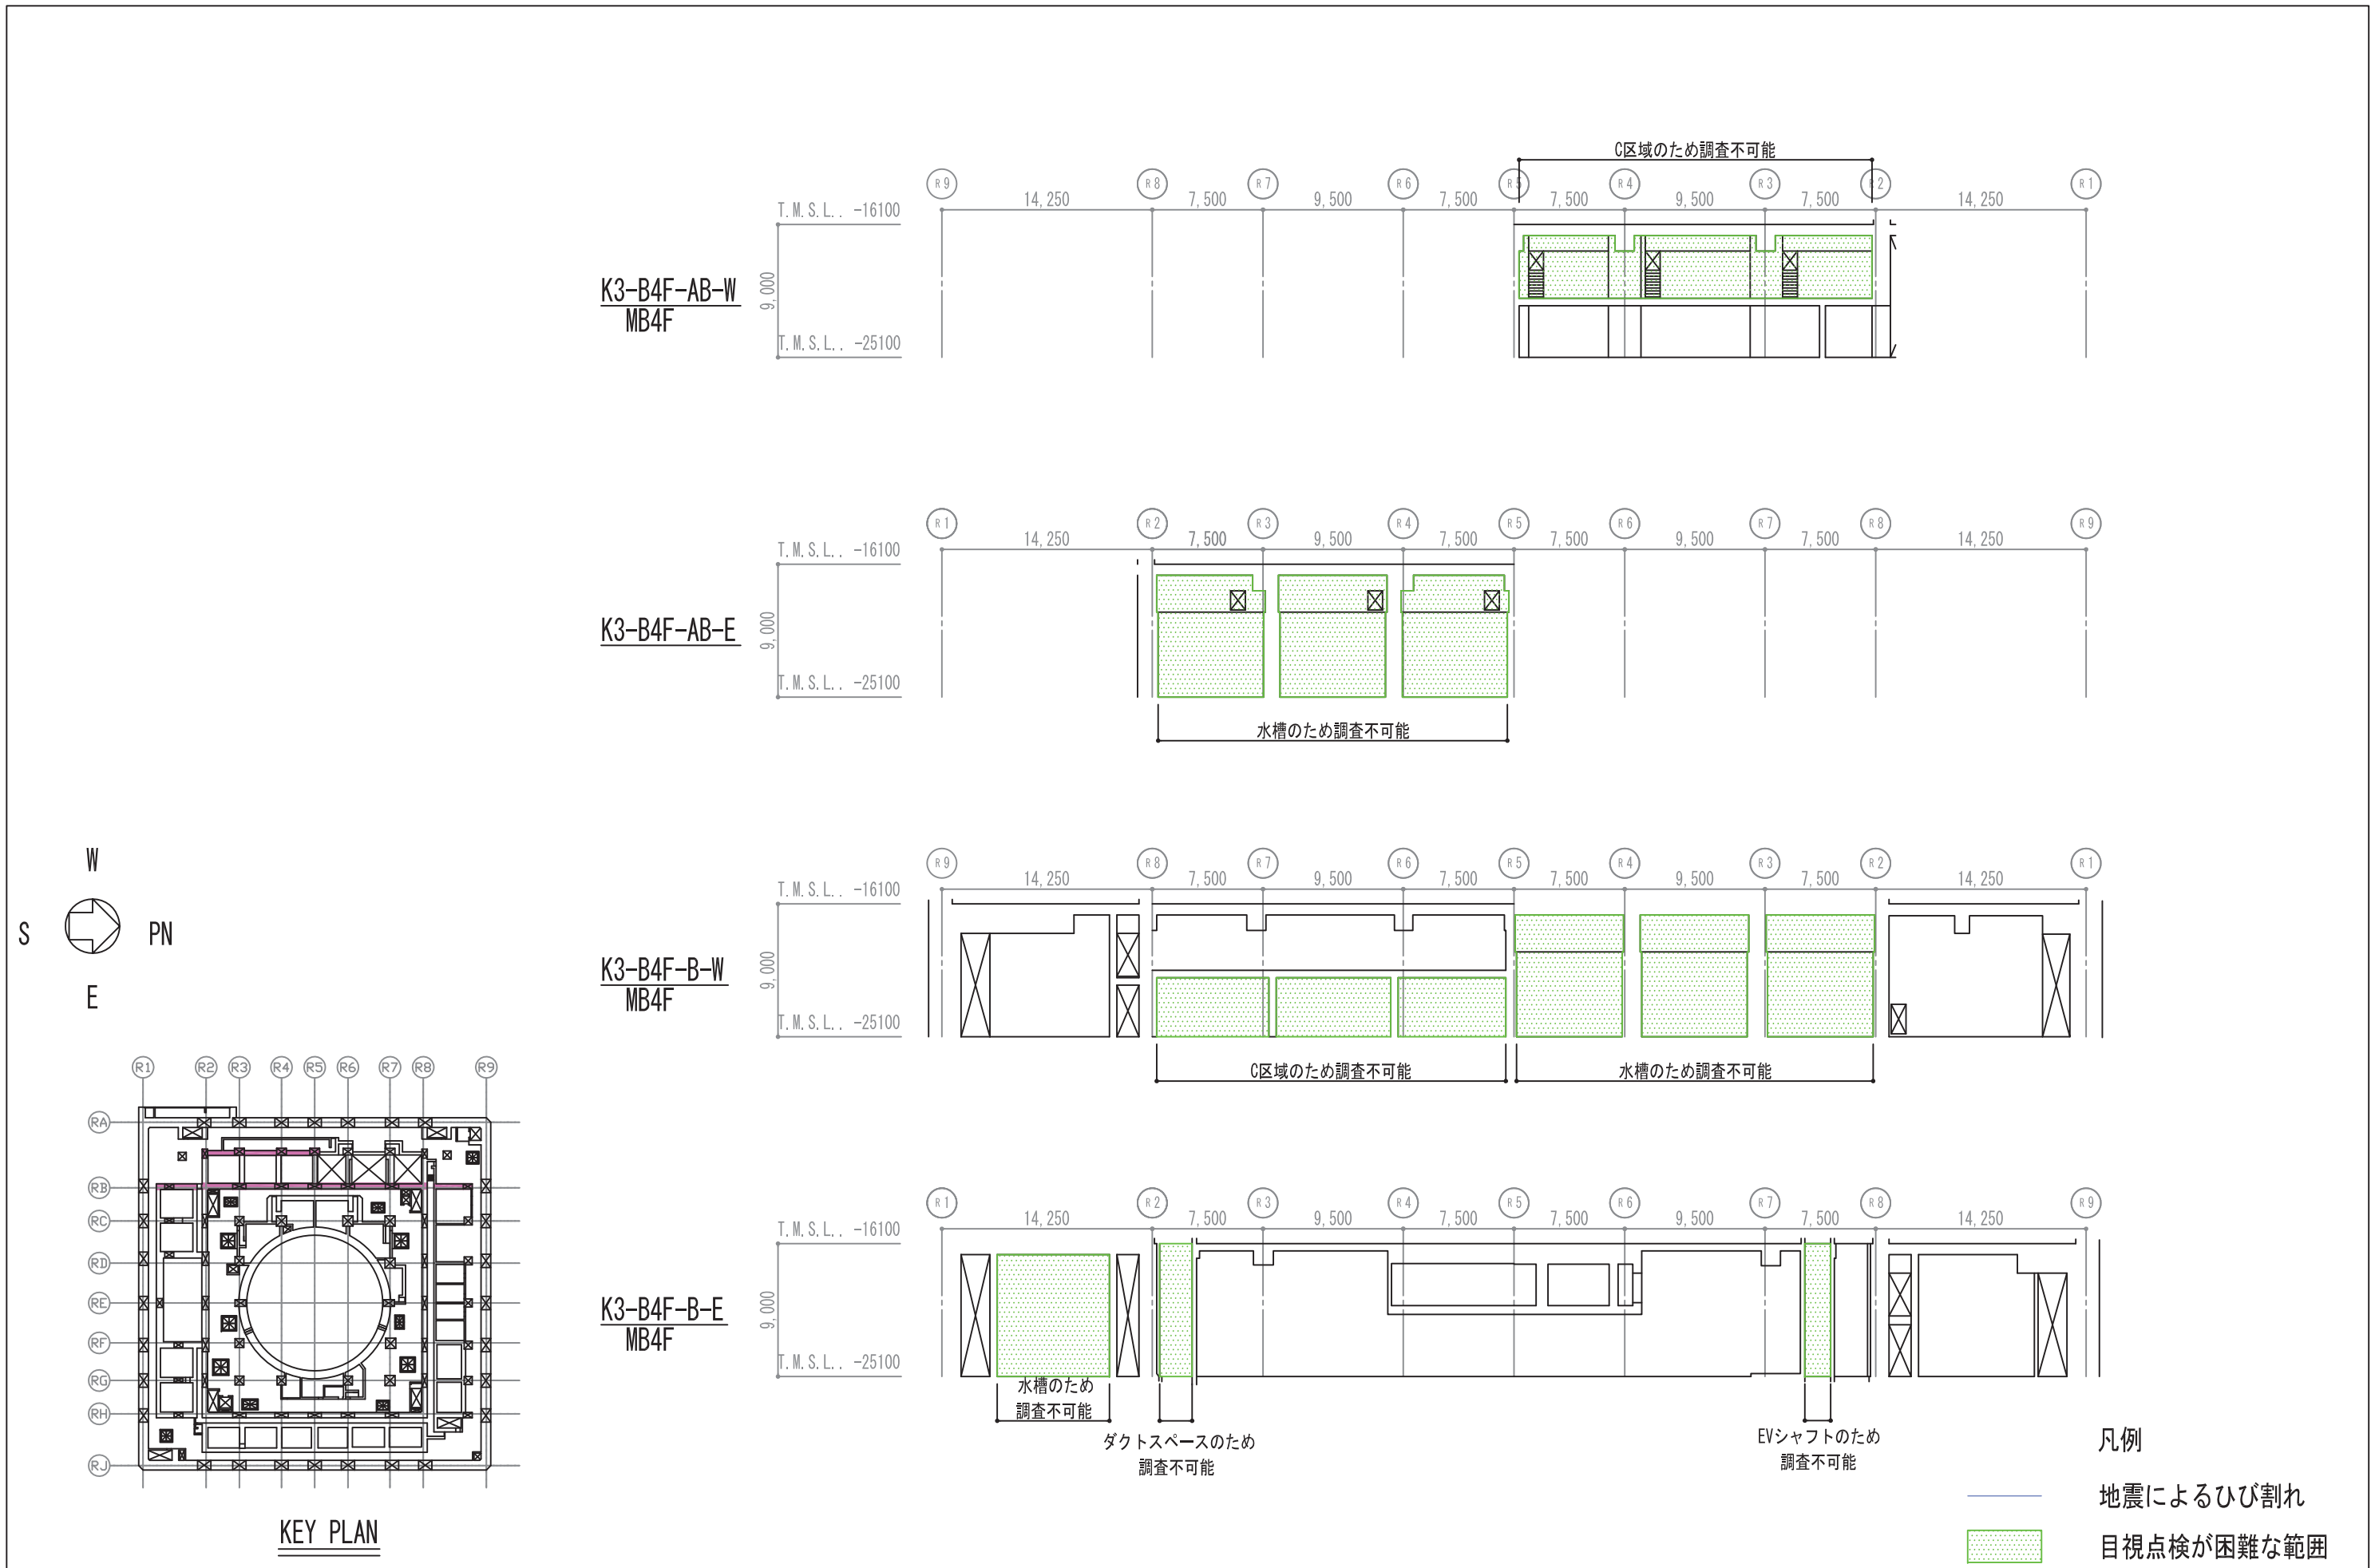 C区域のため調査不可能
R9 R8 R7 R6 R5 R4 R3 R2 R1
14,250 7,500 9,500 7,500 7,500 9,500 7,500 14,250
T.M.S.L.. -16100
K3-B4F-AB-W
MB4F
9,000
T.M.S.L.. -25100
R1 R2 R3 R4 R5 R6 R7 R8 R9
14,250 7,500 9,500 7,500 7,500 9,500 7,500 14,250
T.M.S.L.. -16100
K3-B4F-AB-E
9,000
T.M.S.L.. -25100
水槽のため調査不可能
R9 R8 R7 R6 R5 R4 R3 R2 R1
14,250 7,500 9,500 7,500 7,500 9,500 7,500 14,250
T.M.S.L.. -16100
K3-B4F-B-W
MB4F
9,000
T.M.S.L.. -25100
C区域のため調査不可能 水槽のため調査不可能
R1 R2 R3 R4 R5 R6 R7 R8 R9
14,250 7,500 9,500 7,500 7,500 9,500 7,500 14,250
T.M.S.L.. -16100
K3-B4F-B-E
MB4F
9,000
T.M.S.L.. -25100
水槽のため
調査不可能
ダクトスペースのため
調査不可能
EVシャフトのため
調査不可能
W
S PN
E
R1 R2 R3 R4 R5 R6 R7 R8 R9
RA
RB
RC
RD
RE
RF
RG
RH
RJ
KEY PLAN
凡例
地震によるひび割れ
目視点検が困難な範囲